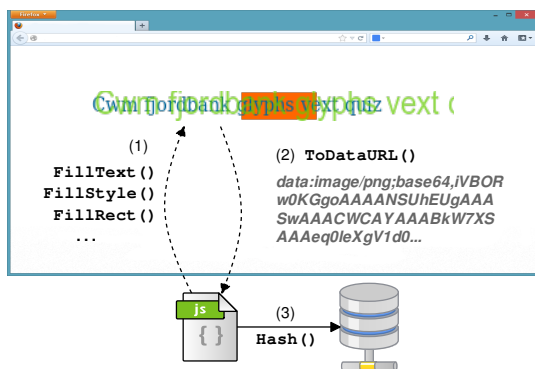 Firefox
Cwm fjordbank glyphs vext quiz
Cwm fjordbank glyphs vext
(1)
FillText()
FillStyle()
FillRect()
...
(2) ToDataURL()
data:image/png;base64,iVBOR
w0KGgoAAAANSUhEUgAAA
SwAAACWCAYAAABkW7XS
AAAeq0leXgV1d0...
js
{ }
(3)
Hash()